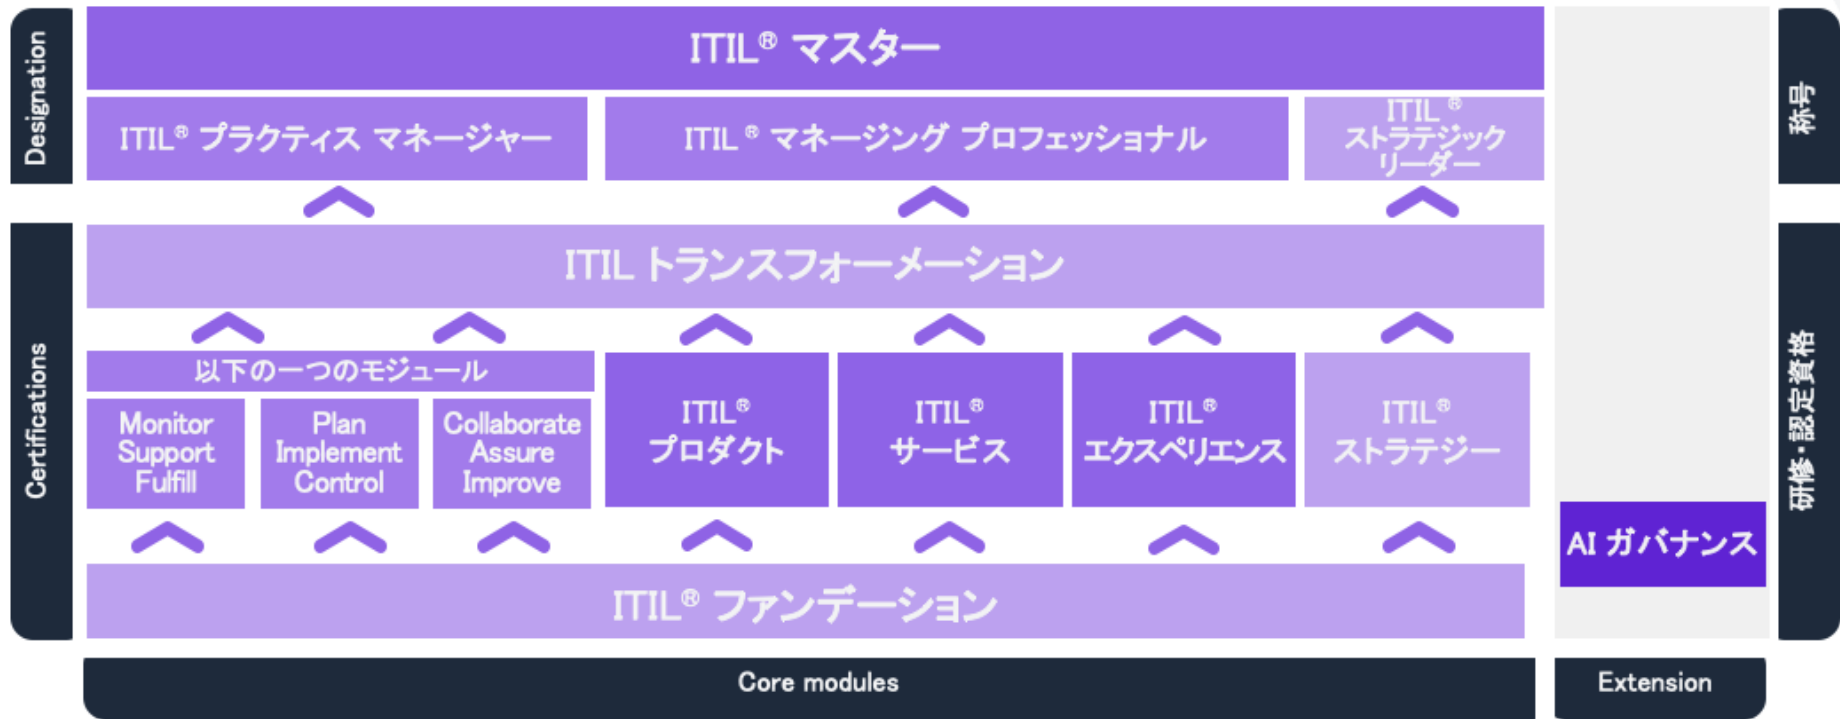 Designation
ITIL® マスター
称号
ITIL® プラクティス マネージャー
ITIL® マネージング プロフェッショナル
ITIL®
ストラテジック
リーダー
Certifications
ITIL トランスフォーメーション
研修・認定資格
以下の一つのモジュール
Monitor
Support
Fulfill
Plan
Implement
Control
Collaborate
Assure
Improve
ITIL®
プロダクト
ITIL®
サービス
ITIL®
エクスペリエンス
ITIL®
ストラテジー
AI ガバナンス
ITIL® ファンデーション
Core modules
Extension